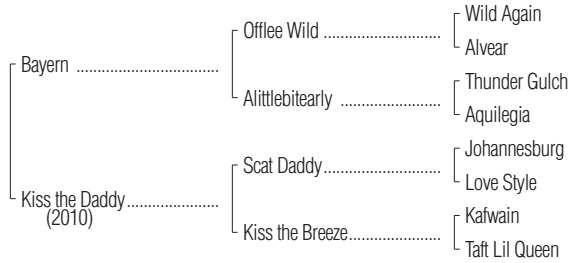 Wild Again
Offlee Wild ..............................
Alvear
Bayern ....................................
Thunder Gulch
Alittlebitearly ..........................
Aquilegia
Johannesburg
Scat Daddy..............................
Love Style
Kiss the Daddy.......................
(2010)
Kafwain
Kiss the Breeze.......................
Taft Lil Queen